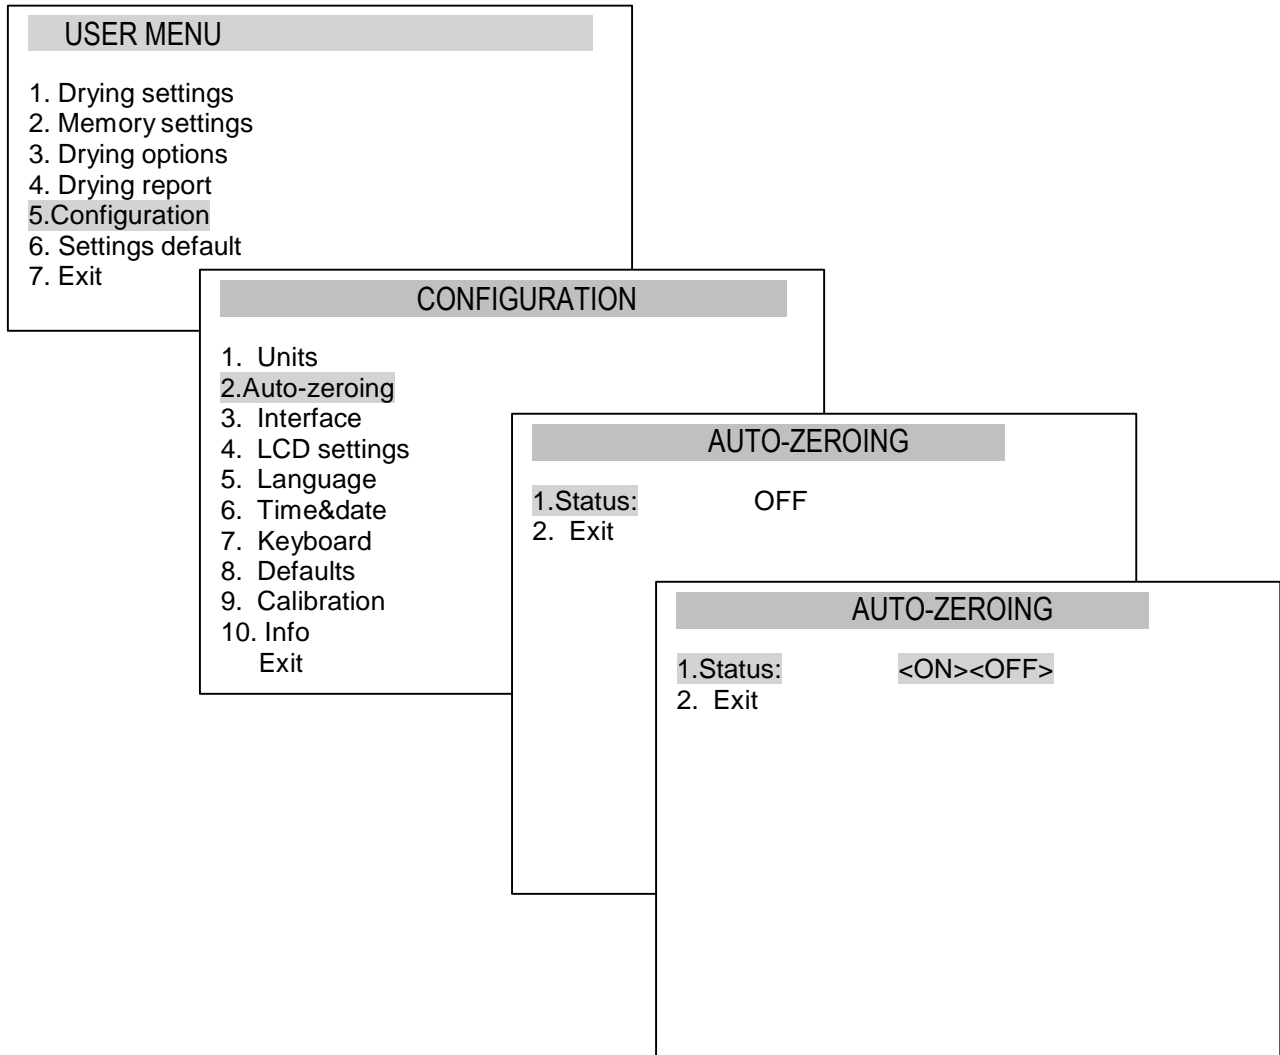 USER MENU
1. Drying settings
2. Memory settings
3. Drying options
4. Drying report
5.Configuration
6. Settings default
7. Exit
CONFIGURATION
1. Units
2.Auto-zeroing
3. Interface
4. LCD settings
5. Language
6. Time&date
7. Keyboard
8. Defaults
9. Calibration
10. Info
Exit
AUTO-ZEROING
1.Status: OFF
2. Exit
AUTO-ZEROING
1.Status: <ON><OFF>
2. Exit